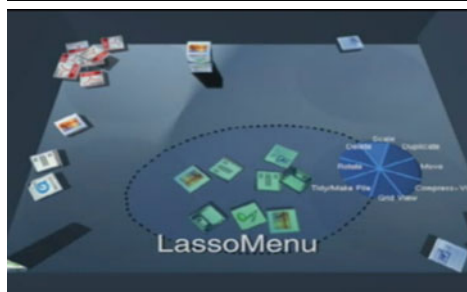 Scale
Delete Duplicate
Rotate Move
Tidy/Make Pile
Grid View
LassoMenu